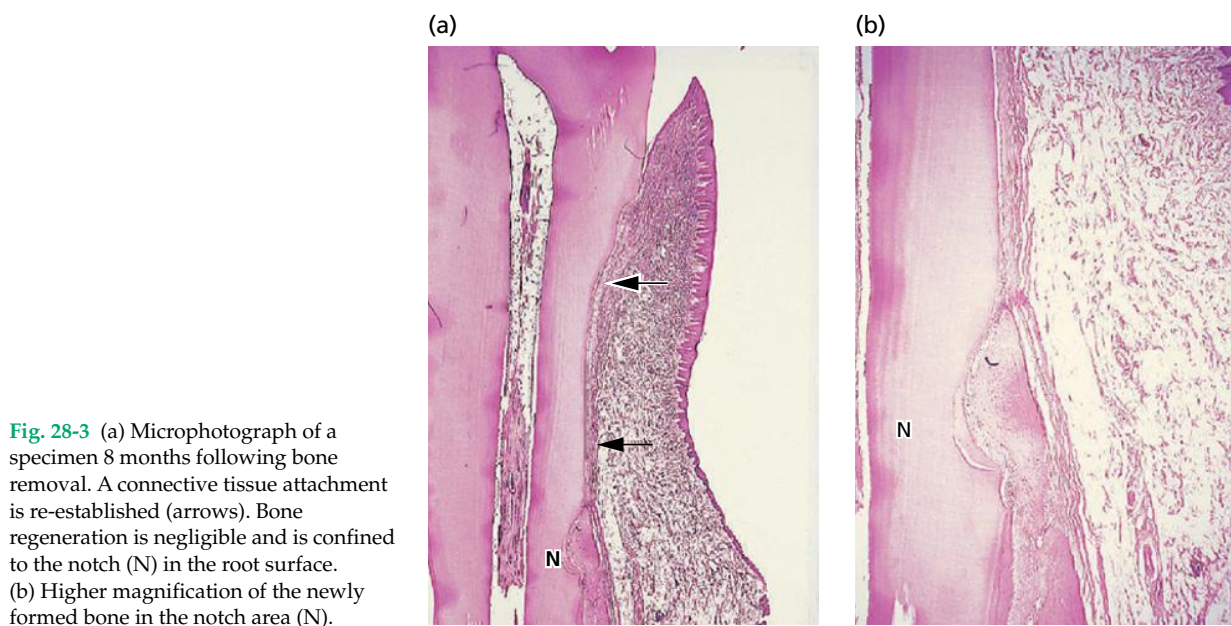 (a)
(b)
N
N
Fig. 28-3 (a) Microphotograph of a
specimen 8 months following bone
removal. A connective tissue attachment
is re-established (arrows). Bone
regeneration is negligible and is confined
to the notch (N) in the root surface.
(b) Higher magnification of the newly
formed bone in the notch area (N).